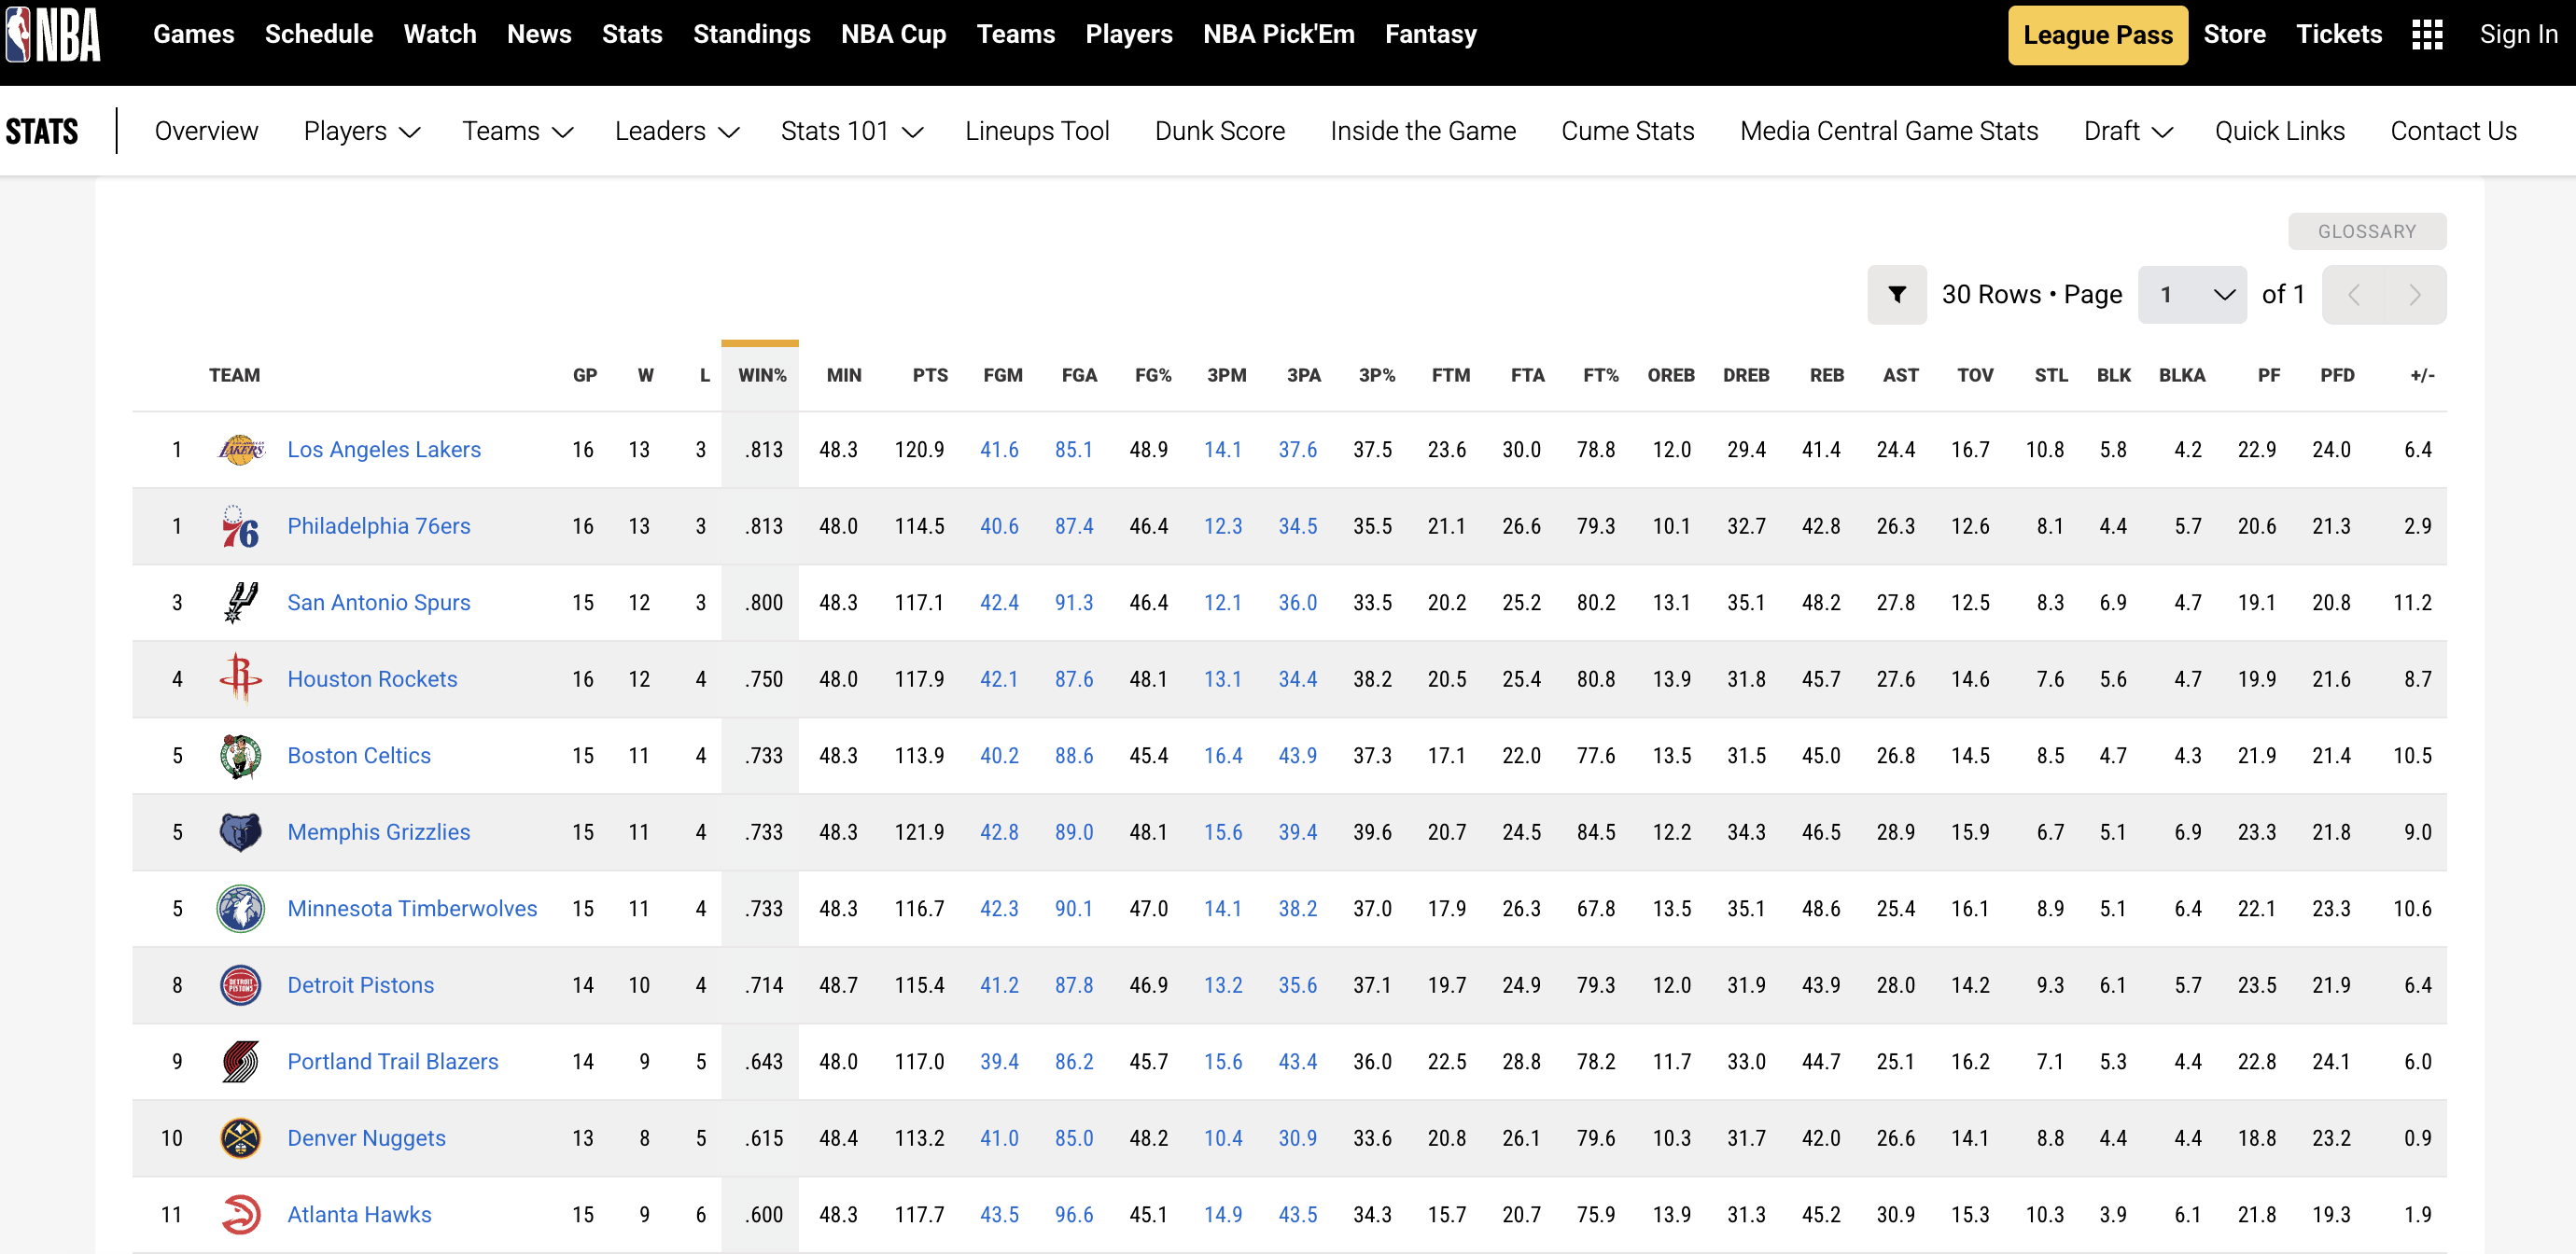 NBA Games Schedule Watch News Stats Standings NBA Cup Teams Players NBA Pick'Em Fantasy League Pass Store Tickets Sign In
STATS Overview Players Teams Leaders Stats 101 Lineups Tool Dunk Score Inside the Game Cume Stats Media Central Game Stats Draft Quick Links Contact Us
GLOSSARY
30 Rows • Page 1 of 1
TEAM GP W L WIN% MIN PTS FGM FGA FG% 3PM 3PA 3P% FTM FTA FT% OREB DREB REB AST TOV STL BLK BLKA PF PFD +/-
1 LAKERS Los Angeles Lakers 16 13 3 .813 48.3 120.9 41.6 85.1 48.9 14.1 37.6 37.5 23.6 30.0 78.8 12.0 29.4 41.4 24.4 16.7 10.8 5.8 4.2 22.9 24.0 6.4
1 76 Philadelphia 76ers 16 13 3 .813 48.0 114.5 40.6 87.4 46.4 12.3 34.5 35.5 21.1 26.6 79.3 10.1 32.7 42.8 26.3 12.6 8.1 4.4 5.7 20.6 21.3 2.9
3 San Antonio Spurs 15 12 3 .800 48.3 117.1 42.4 91.3 46.4 12.1 36.0 33.5 20.2 25.2 80.2 13.1 35.1 48.2 27.8 12.5 8.3 6.9 4.7 19.1 20.8 11.2
4 R Houston Rockets 16 12 4 .750 48.0 117.9 42.1 87.6 48.1 13.1 34.4 38.2 20.5 25.4 80.8 13.9 31.8 45.7 27.6 14.6 7.6 5.6 4.7 19.9 21.6 8.7
5 Boston Celtics 15 11 4 .733 48.3 113.9 40.2 88.6 45.4 16.4 43.9 37.3 17.1 22.0 77.6 13.5 31.5 45.0 26.8 14.5 8.5 4.7 4.3 21.9 21.4 10.5
5 Memphis Grizzlies 15 11 4 .733 48.3 121.9 42.8 89.0 48.1 15.6 39.4 39.6 20.7 24.5 84.5 12.2 34.3 46.5 28.9 15.9 6.7 5.1 6.9 23.3 21.8 9.0
5 Minnesota Timberwolves 15 11 4 .733 48.3 116.7 42.3 90.1 47.0 14.1 38.2 37.0 17.9 26.3 67.8 13.5 35.1 48.6 25.4 16.1 8.9 5.1 6.4 22.1 23.3 10.6
8 DETROIT PISTONS Detroit Pistons 14 10 4 .714 48.7 115.4 41.2 87.8 46.9 13.2 35.6 37.1 19.7 24.9 79.3 12.0 31.9 43.9 28.0 14.2 9.3 6.1 5.7 23.5 21.9 6.4
9 Portland Trail Blazers 14 9 5 .643 48.0 117.0 39.4 86.2 45.7 15.6 43.4 36.0 22.5 28.8 78.2 11.7 33.0 44.7 25.1 16.2 7.1 5.3 4.4 22.8 24.1 6.0
10 Denver Nuggets 13 8 5 .615 48.4 113.2 41.0 85.0 48.2 10.4 30.9 33.6 20.8 26.1 79.6 10.3 31.7 42.0 26.6 14.1 8.8 4.4 4.4 18.8 23.2 0.9
11 Atlanta Hawks 15 9 6 .600 48.3 117.7 43.5 96.6 45.1 14.9 43.5 34.3 15.7 20.7 75.9 13.9 31.3 45.2 30.9 15.3 10.3 3.9 6.1 21.8 19.3 1.9